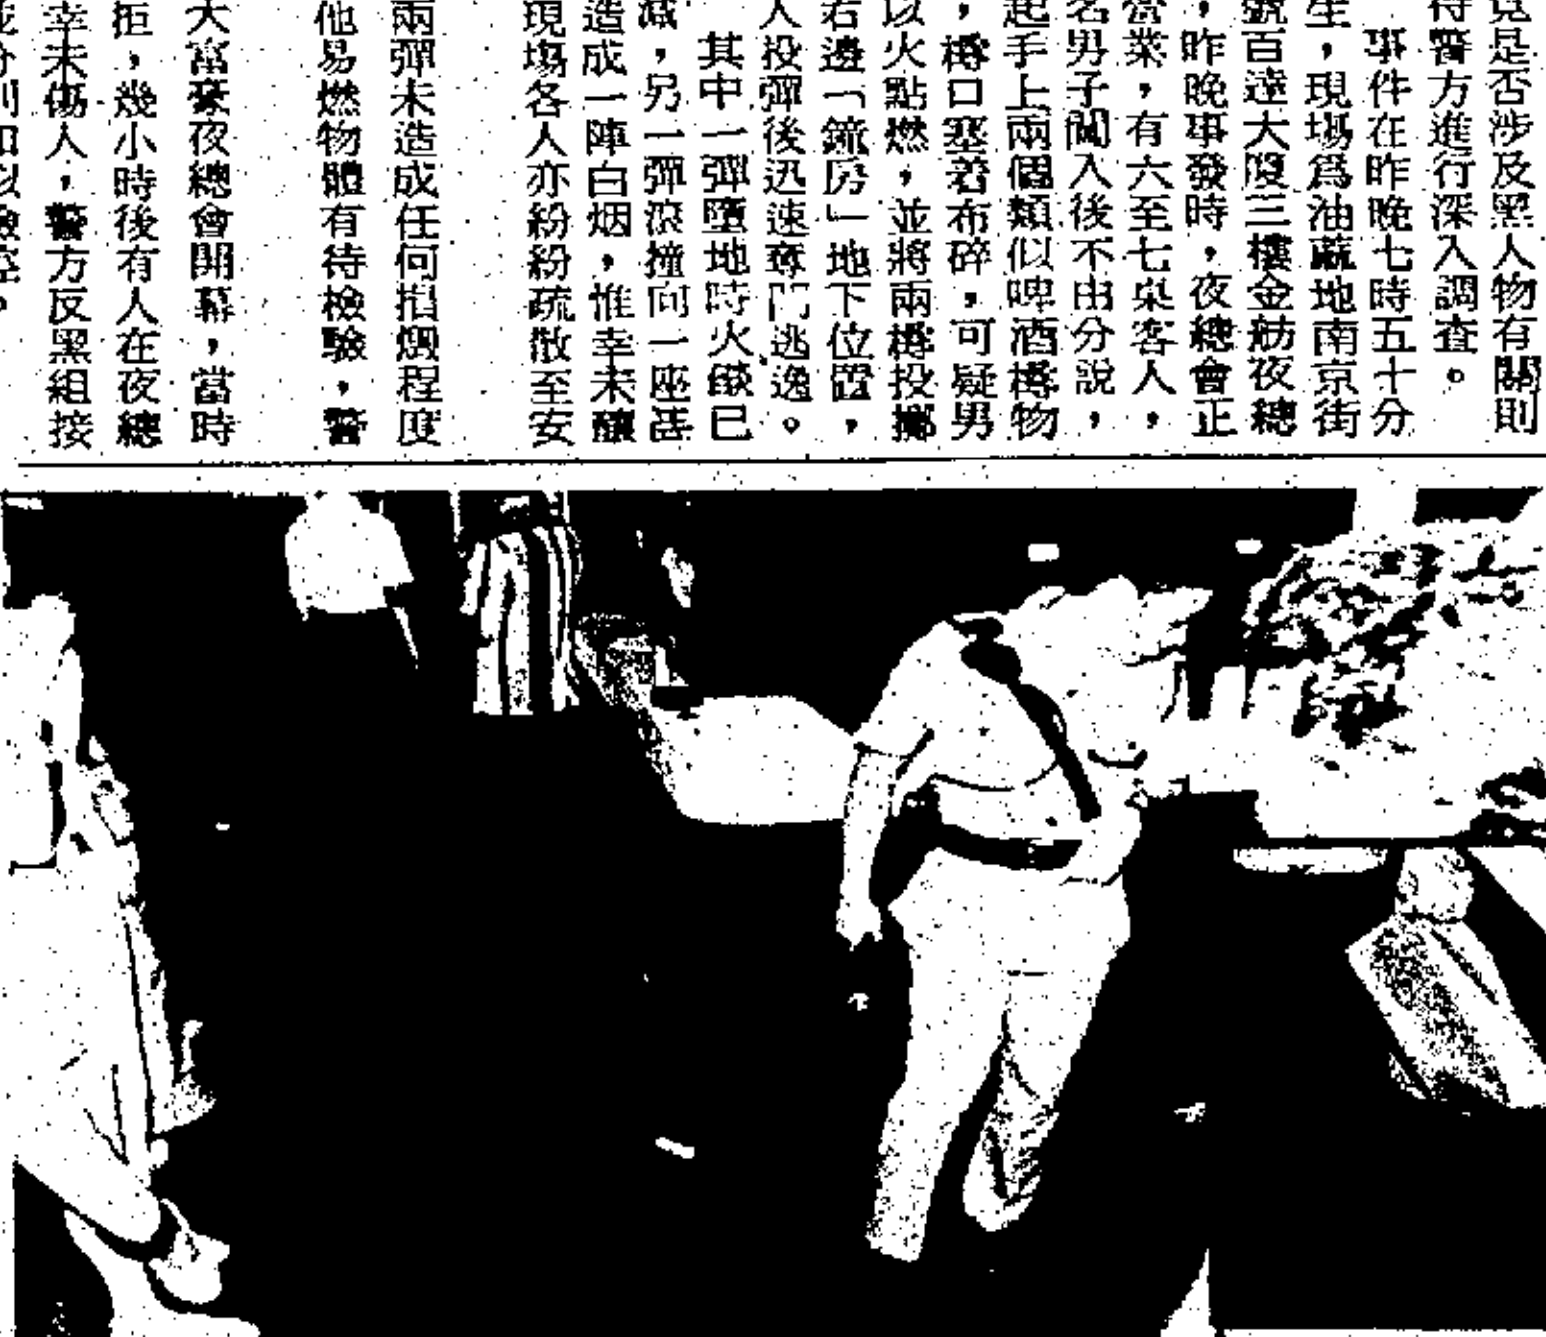 是否涉及黑人物有關則
待警方進行深入調查。
事件在昨晚七時五十分
生，現場爲油蔴地南京街
號百達大廈三樓金舫夜總
，昨晚事發時，夜總會正
營業，有六至七桌客人，
名男子闖入後不由分說，
起手上兩個類似啤酒樽物
，樽口塞着布碎，可疑男
以火點燃，並將兩樽投擲
右邊「鏡房」地下位置，
人投彈後迅速奪門逃逸。
其中一彈墮地時火燄已
滅，另一彈滾撞向一座甚
造成一陣白烟，惟幸未釀
現場各人亦紛紛疏散至安
兩彈未造成任何損燬程度
他易燃物體有待檢驗，警
大富豪夜總會開幕，當時
拒，幾小時後有人在夜總
幸未傷人，警方反黑組接